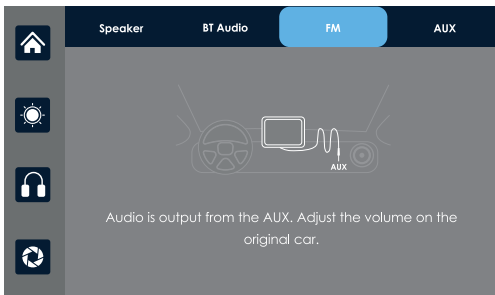 Speaker BT Audio FM AUX
AUX
Audio is output from the AUX. Adjust the volume on the
original car.